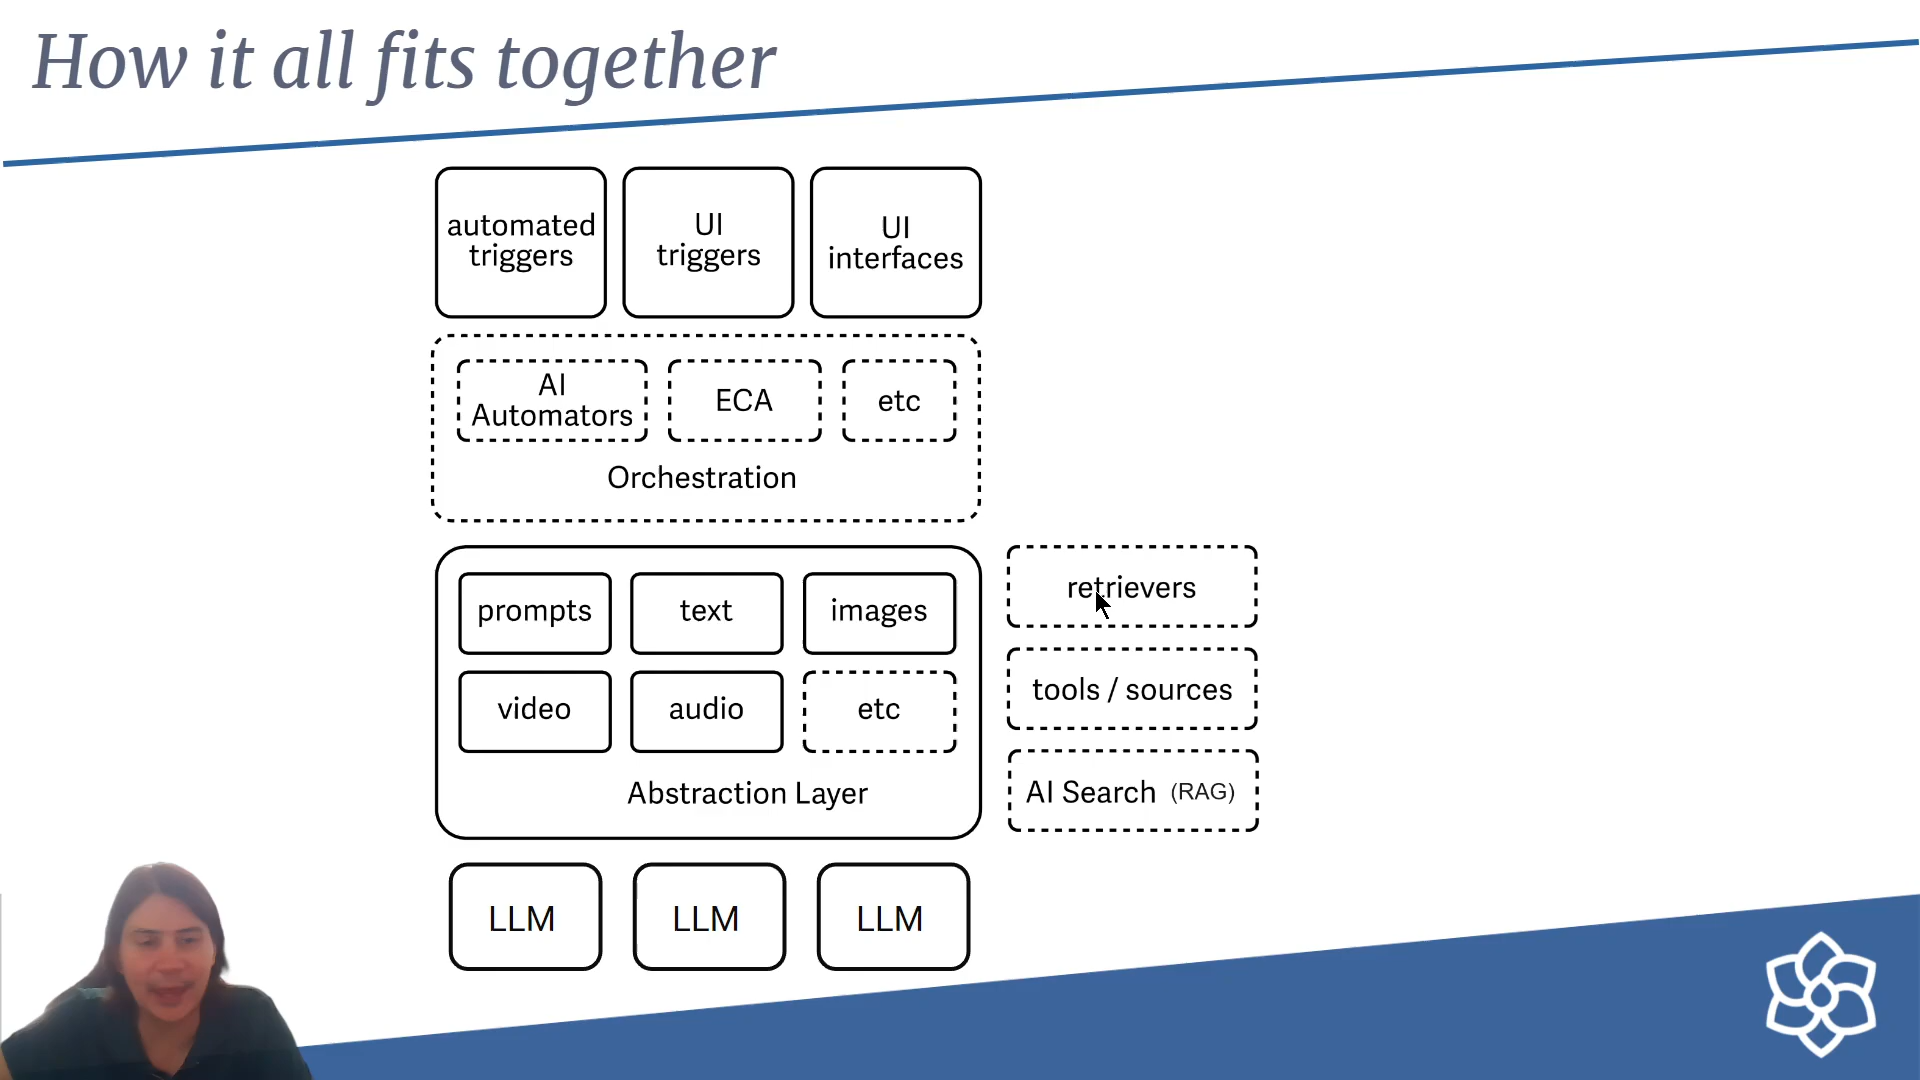 How it all fits together
automated
triggers
UI
triggers
UI
interfaces
AI
Automators
ECA
etc
Orchestration
prompts
text
images
video
audio
etc
Abstraction Layer
retrievers
tools / sources
AI Search (RAG)
LLM
LLM
LLM